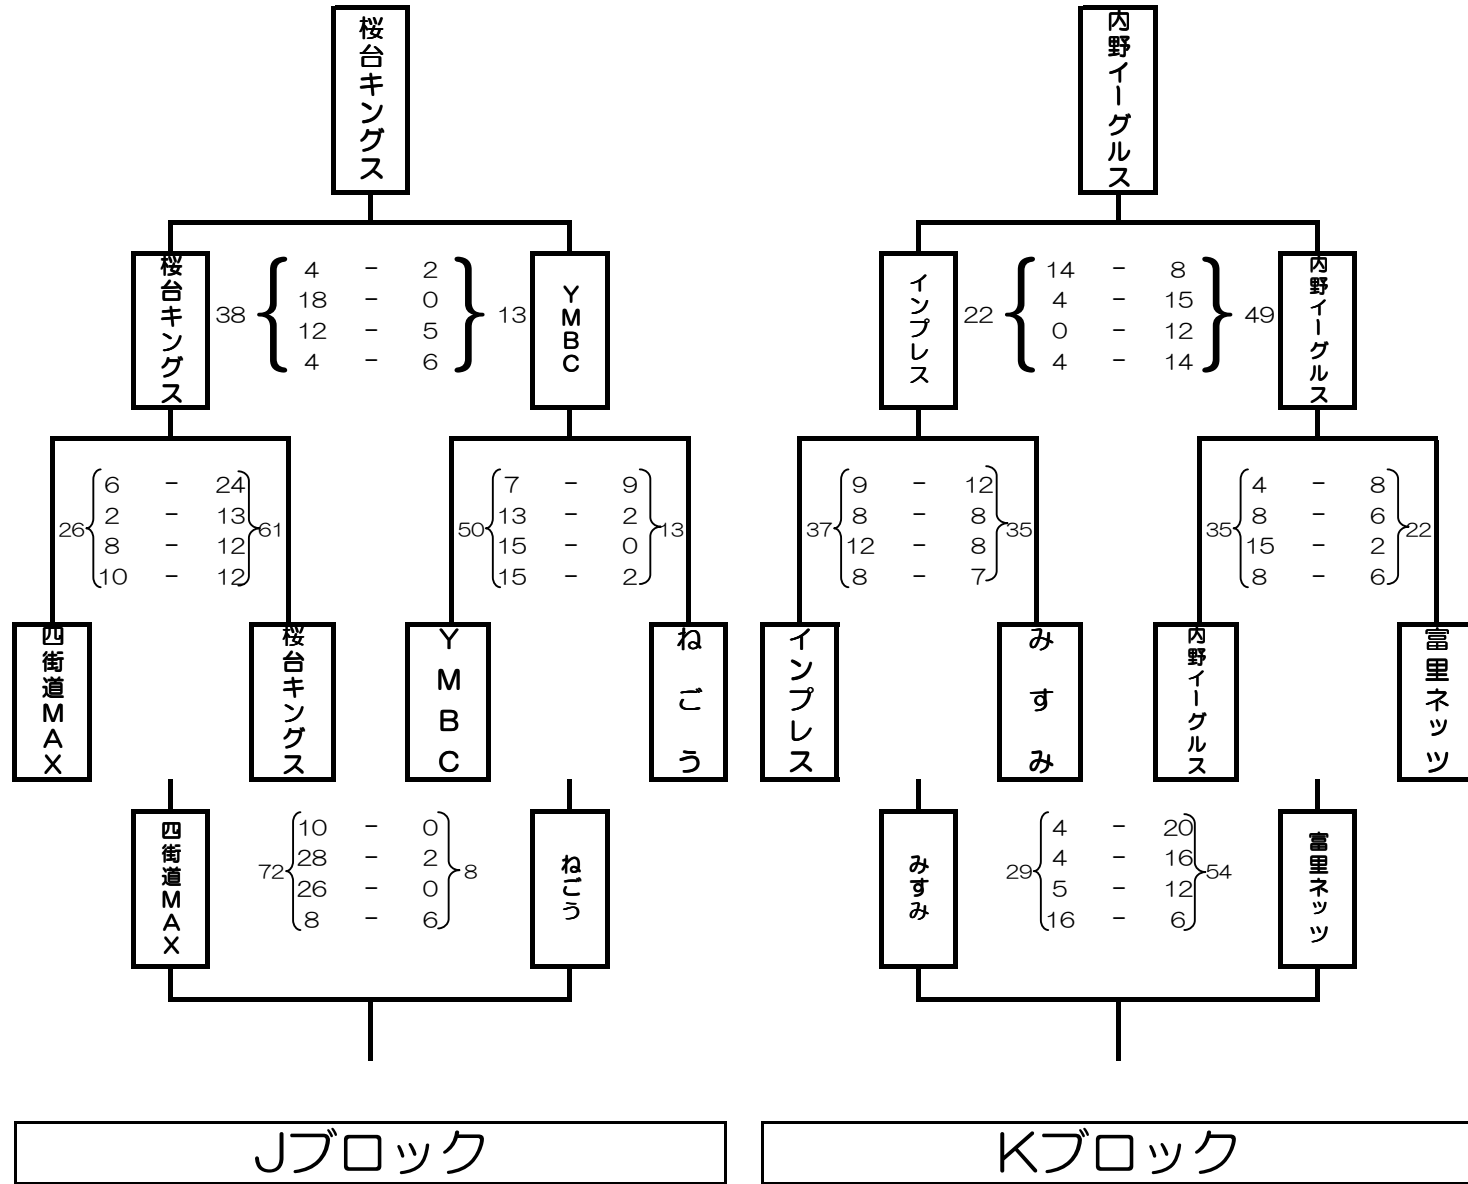 桜台キングス
内野イーグルス
桜台キングス
38
4 - 2
18 - 0
12 - 5
4 - 6
13
YMBC
インプレス
22
14 - 8
4 - 15
0 - 12
4 - 14
49
内野イーグルス
26
6 - 24
2 - 13
8 - 12
10 - 12
61
50
7 - 9
13 - 2
15 - 0
15 - 2
13
37
9 - 12
8 - 8
12 - 8
8 - 7
35
35
4 - 8
8 - 6
15 - 2
8 - 6
22
四街道MAX
桜台キングス
YMBC
ねごう
インプレス
みすみ
内野イーグルス
富里ネッツ
四街道MAX
72
10 - 0
28 - 2
26 - 0
8 - 6
8
ねごう
みすみ
29
4 - 20
4 - 16
5 - 12
16 - 6
54
富里ネッツ
Jブロック
Kブロック